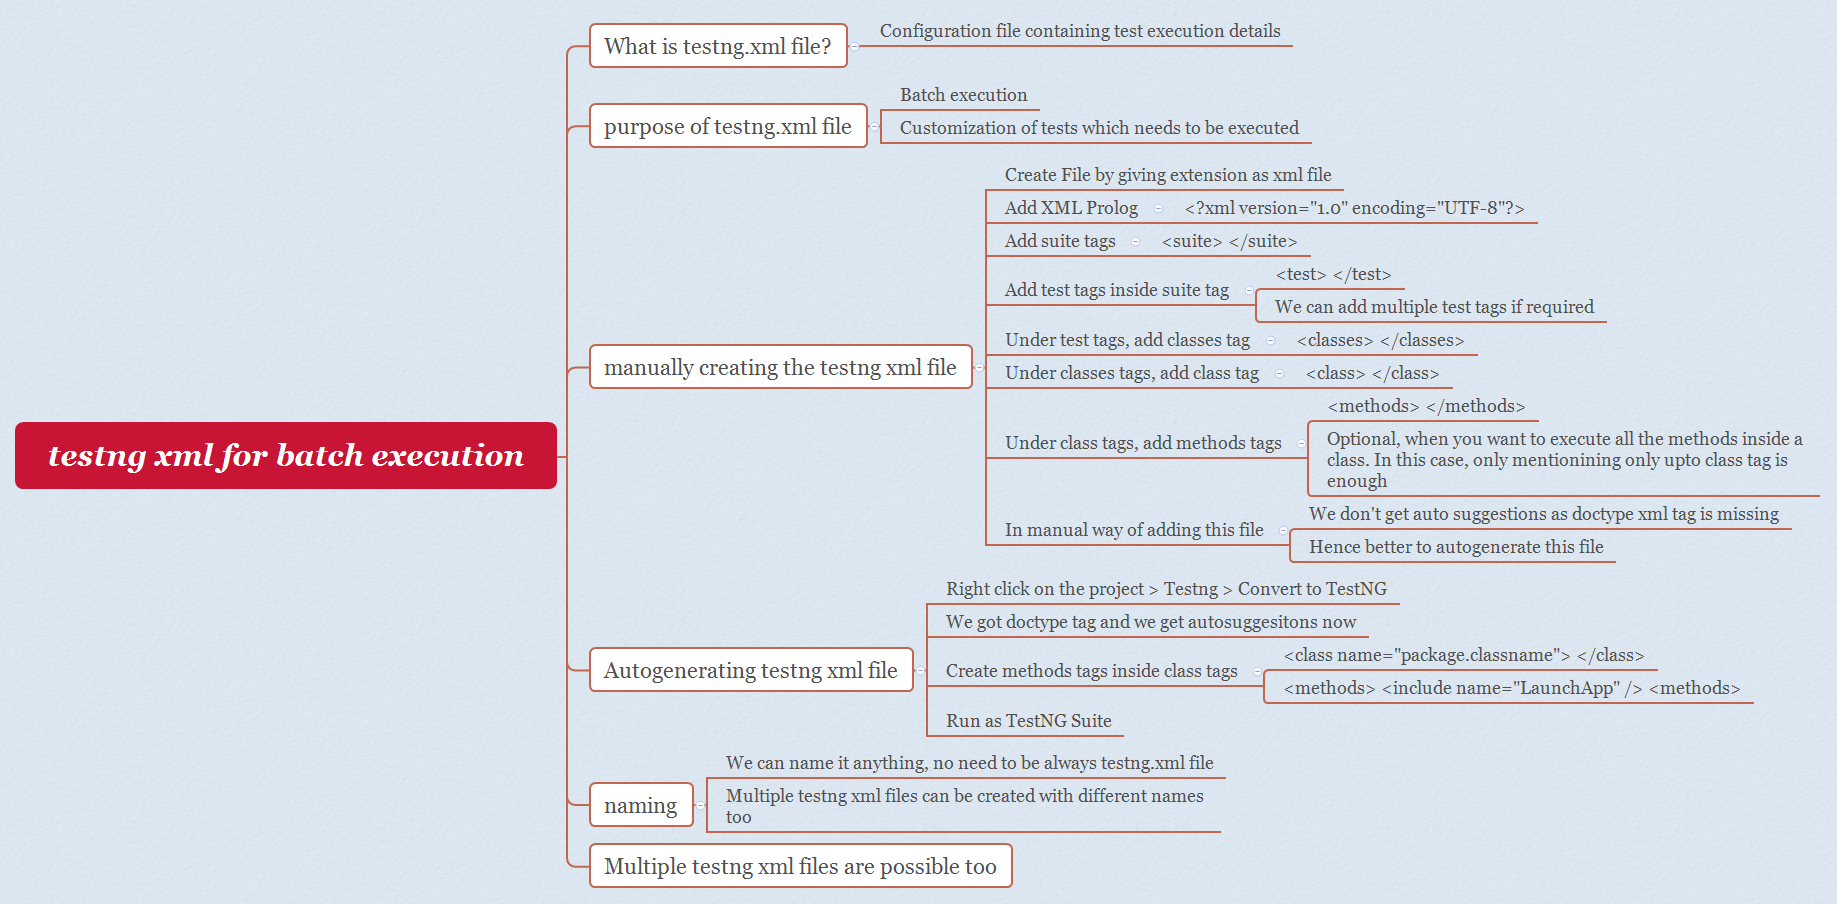 testng xml for batch execution
What is testng.xml file?
Configuration file containing test execution details
purpose of testng.xml file
Batch execution
Customization of tests which needs to be executed
manually creating the testng xml file
Create File by giving extension as xml file
Add XML Prolog
<?xml version="1.0" encoding="UTF-8"?>
Add suite tags
<suite> </suite>
Add test tags inside suite tag
<test> </test>
We can add multiple test tags if required
Under test tags, add classes tag
<classes> </classes>
Under classes tags, add class tag
<class> </class>
Under class tags, add methods tags
<methods> </methods>
Optional, when you want to execute all the methods inside a
class. In this case, only mentionining only upto class tag is
enough
In manual way of adding this file
We don't get auto suggestions as doctype xml tag is missing
Hence better to autogenerate this file
Autogenerating testng xml file
Right click on the project > Testng > Convert to TestNG
We got doctype tag and we get autosuggesitons now
Create methods tags inside class tags
<class name="package.classname"> </class>
<methods> <include name="LaunchApp" /> <methods>
Run as TestNG Suite
naming
We can name it anything, no need to be always testng.xml file
Multiple testng xml files can be created with different names
too
Multiple testng xml files are possible too